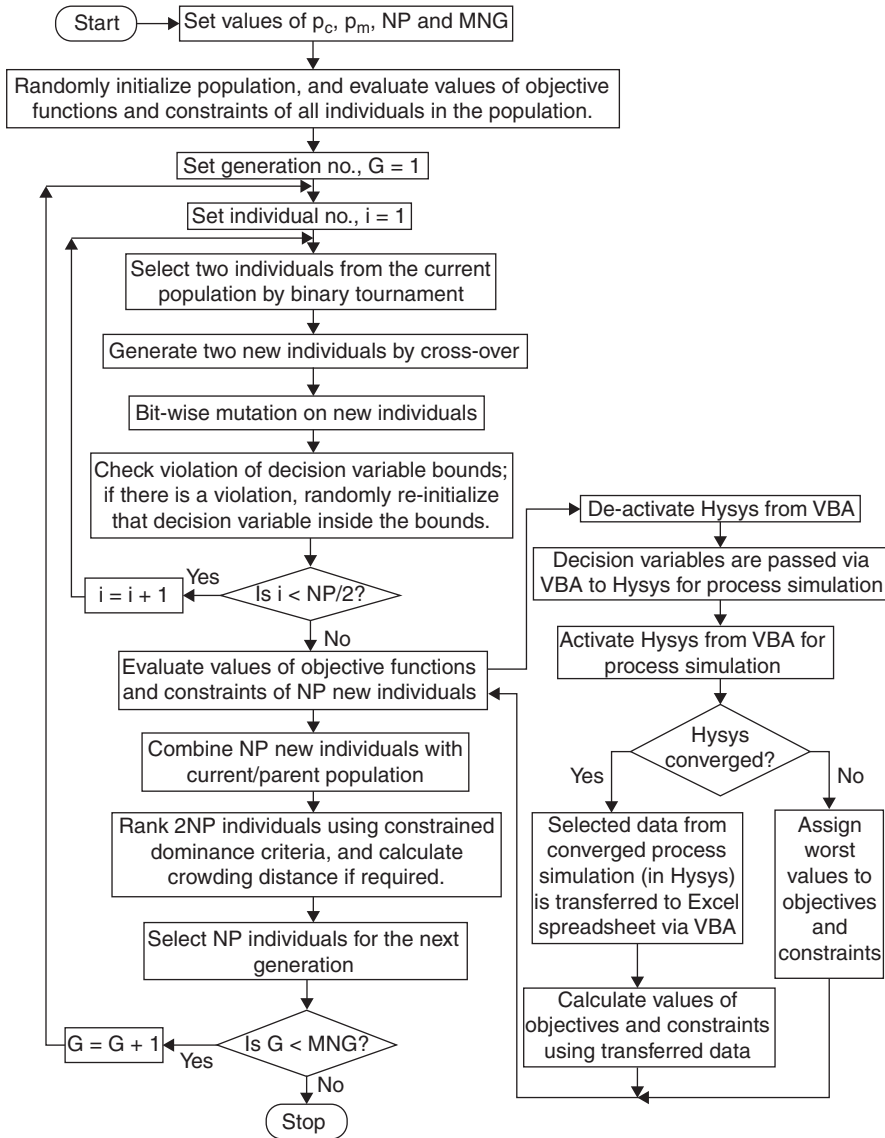 Start
Set values of pc, pm, NP and MNG
Randomly initialize population, and evaluate values of objective
functions and constraints of all individuals in the population.
Set generation no., G = 1
Set individual no., i = 1
Select two individuals from the current
population by binary tournament
Generate two new individuals by cross-over
Bit-wise mutation on new individuals
Check violation of decision variable bounds;
if there is a violation, randomly re-initialize
that decision variable inside the bounds.
i = i + 1
Yes
Is i < NP/2?
No
Evaluate values of objective functions
and constraints of NP new individuals
Combine NP new individuals with
current/parent population
Rank 2NP individuals using constrained
dominance criteria, and calculate
crowding distance if required.
Select NP individuals for the next
generation
G = G + 1
Yes
Is G < MNG?
No
Stop
De-activate Hysys from VBA
Decision variables are passed via
VBA to Hysys for process simulation
Activate Hysys from VBA for
process simulation
Hysys
converged?
Yes
No
Selected data from
converged process
simulation (in Hysys)
is transferred to Excel
spreadsheet via VBA
Assign
worst
values to
objectives
and
constraints
Calculate values of
objectives and constraints
using transferred data